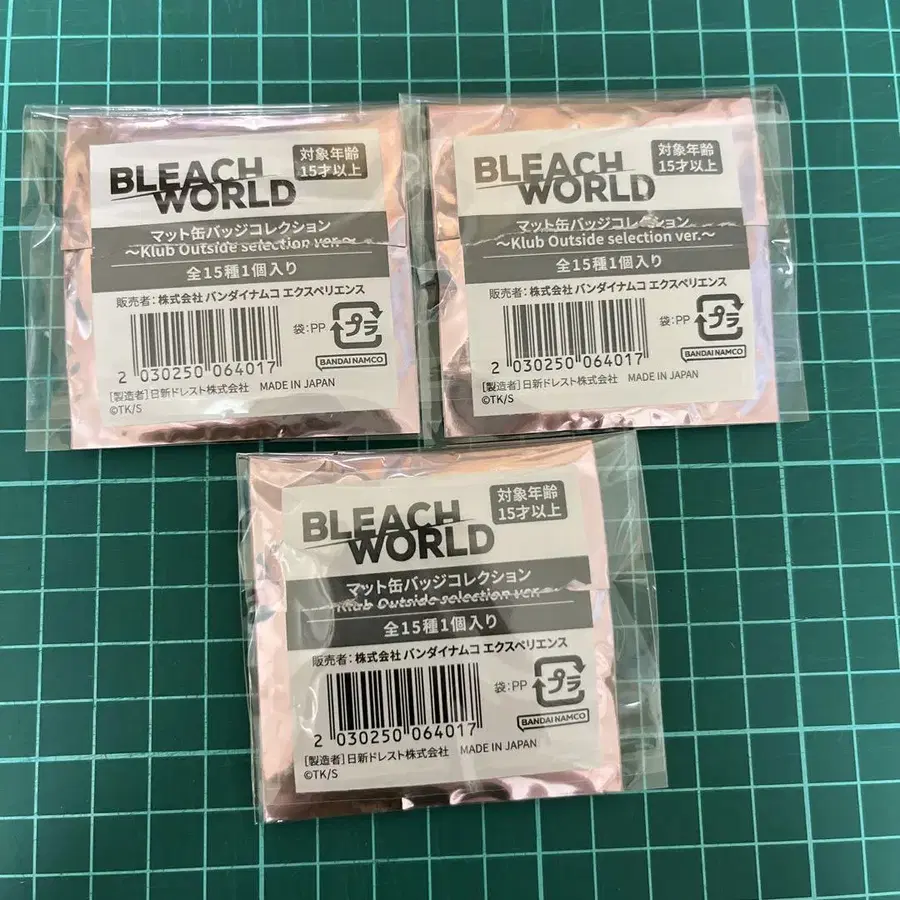 BLEACH
WORLD
対象年齢
15才以上
マット缶バッジコレクション
～Klub Outside selection ver.～
全15種1個入り
販売者：株式会社 バンダイナムコ エクスペリエンス
袋：PP
プラ
BANDAI NAMCO
2 030250 064017
[製造者]日新ドレスト株式会社 MADE IN JAPAN
©TK/S
BLEACH
WORLD
対象年齢
15才以上
マット缶バッジコレクション
～Klub Outside selection ver.～
全15種1個入り
販売者：株式会社 バンダイナムコ エクスペリエンス
袋：PP
プラ
BANDAI NAMCO
2 030250 064017
[製造者]日新ドレスト株式会社 MADE IN JAPAN
©TK/S
BLEACH
WORLD
対象年齢
15才以上
マット缶バッジコレクション
Klub Outside selection ver.
全15種1個入り
販売者：株式会社 バンダイナムコ エクスペリエンス
袋：PP
プラ
BANDAI NAMCO
2 030250 064017
[製造者]日新ドレスト株式会社 MADE IN JAPAN
©TK/S